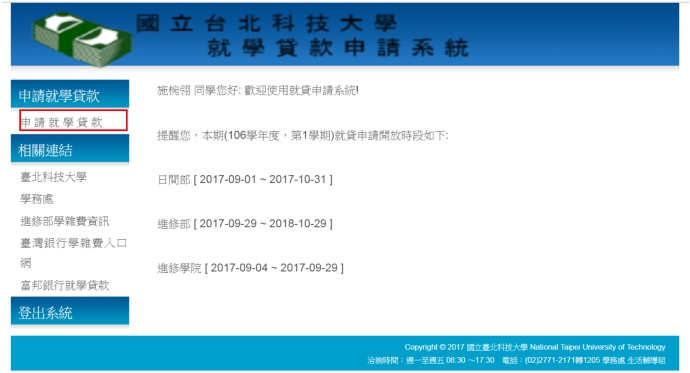 國立台北科技大學
就學貸款申請系統
申請就學貸款
申請就學貸款
相關連結
臺北科技大學
學務處
進修部學雜費資訊
臺灣銀行學雜費入口
網
富邦銀行就學貸款
登出系統
施椀翎 同學您好: 歡迎使用就貸申請系統!
提醒您，本期(106學年度，第1學期)就貸申請開放時段如下:
日間部 [ 2017-09-01 ~ 2017-10-31 ]
進修部 [ 2017-09-29 ~ 2018-10-29 ]
進修學院 [ 2017-09-04 ~ 2017-09-29 ]
Copyright © 2017 國立臺北科技大學 National Taipei University of Technology
洽詢時間：週一至週五 08:30 ～17:30 電話：(02)2771-2171轉1205 學務處 生活輔導組